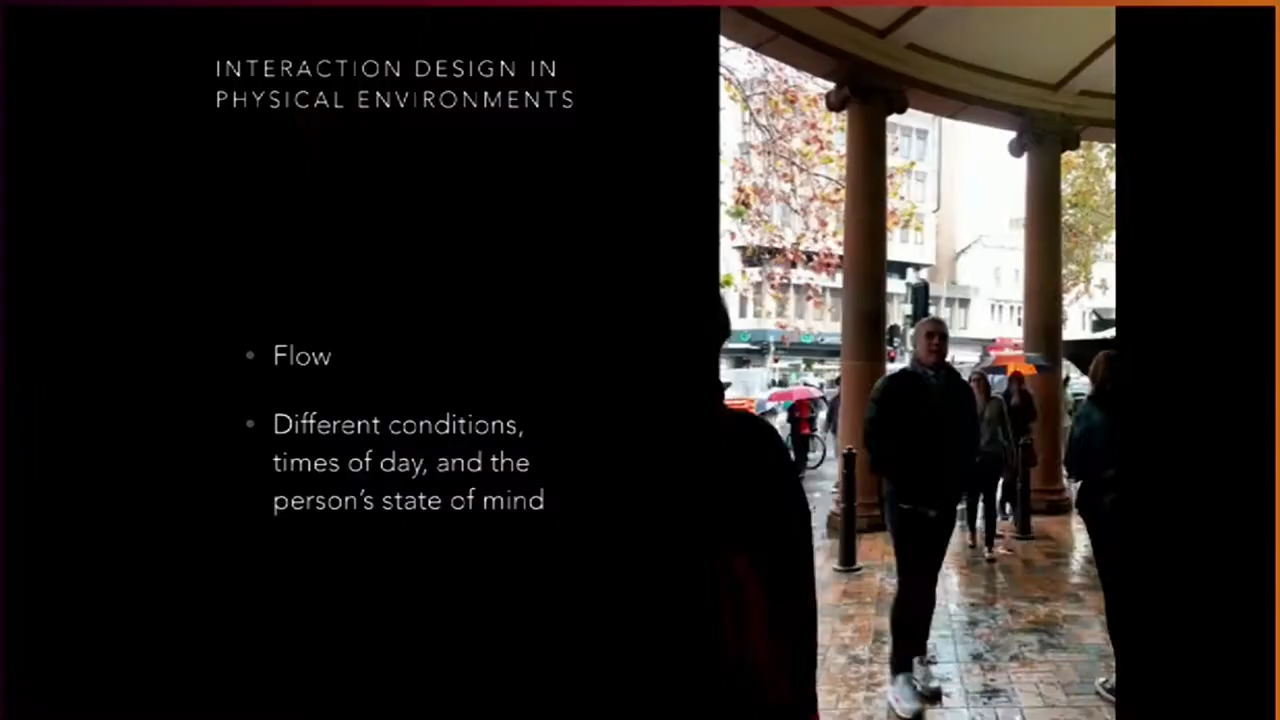 INTERACTION DESIGN IN
PHYSICAL ENVIRONMENTS
• Flow
• Different conditions,
times of day, and the
person's state of mind